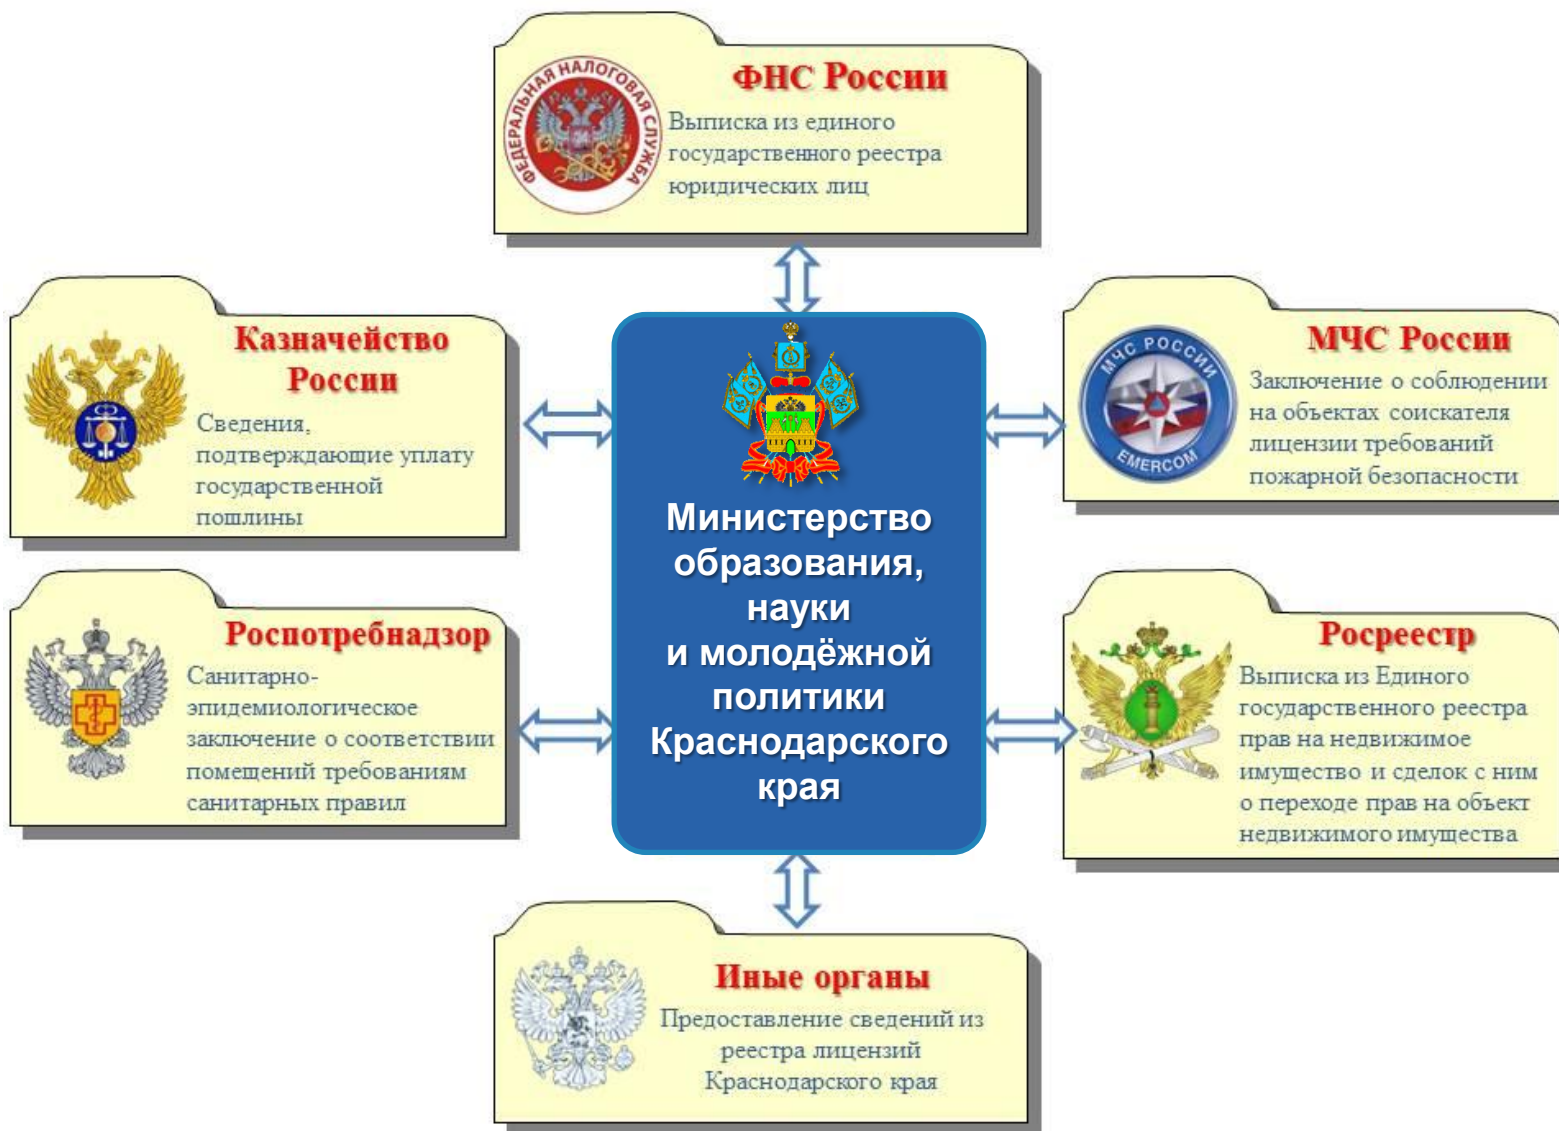 ФЕДЕРАЛЬНАЯ НАЛОГОВАЯ СЛУЖБА
ФНС России
Выписка из единого
государственного реестра
юридических лиц
Казначейство
России
Сведения,
подтверждающие уплату
государственной
пошлины
МЧС РОССИИ
EMERCOM
МЧС России
Заключение о соблюдении
на объектах соискателя
лицензии требований
пожарной безопасности
Министерство
образования,
науки
и молодёжной
политики
Краснодарского
края
Роспотребнадзор
Санитарно-
эпидемиологическое
заключение о соответствии
помещений требованиям
санитарных правил
Росреестр
Выписка из Единого
государственного реестра
прав на недвижимое
имущество и сделок с ним
о переходе прав на объект
недвижимого имущества
Иные органы
Предоставление сведений из
реестра лицензий
Краснодарского края